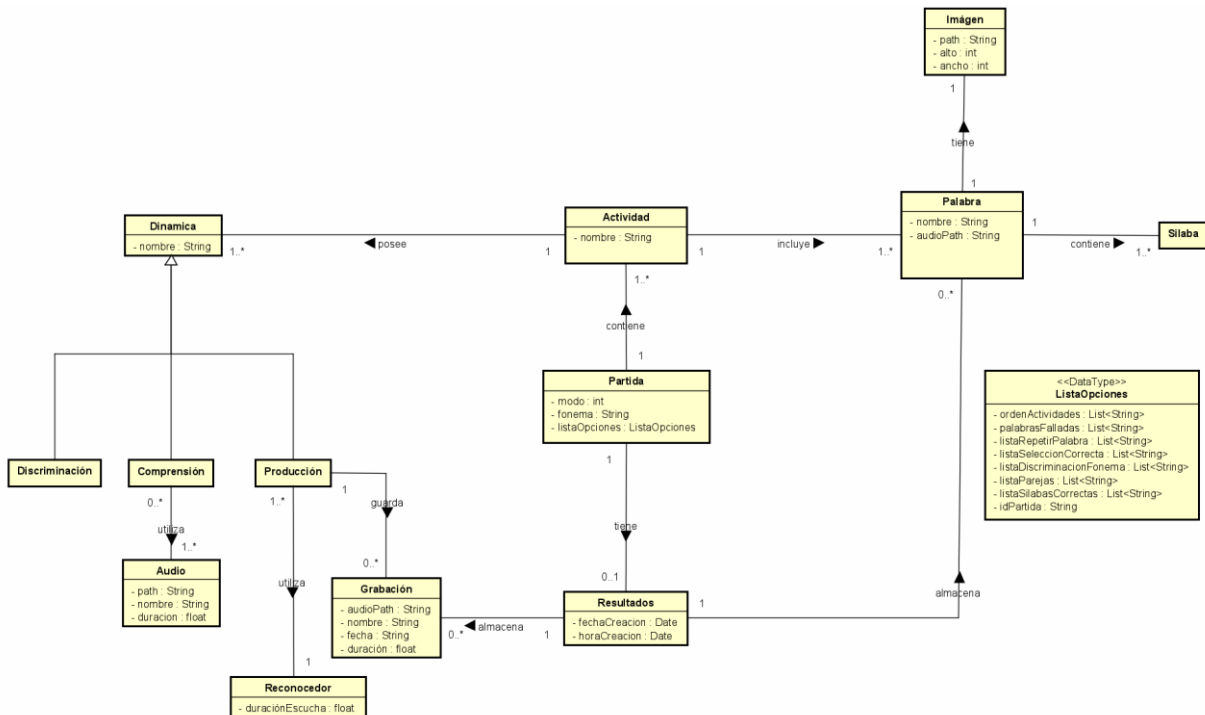 Imágen
- path : String
- alto : int
- ancho : int
1
tiene
1
Dinamica
- nombre : String
1..*
posee
1
Actividad
- nombre : String
1
incluye
1..*
Palabra
- nombre : String
- audioPath : String
1
contiene
1..*
Sílaba
1..*
contiene
1
0..*
Partida
- modo : int
- fonema : String
- listaOpciones : ListaOpciones
<<DataType>>
ListaOpciones
- ordenActividades : List<String>
- palabrasFalladas : List<String>
- listaRepetirPalabra : List<String>
- listaSeleccionCorrecta : List<String>
- listaDiscriminacionFonema : List<String>
- listaParejas : List<String>
- listaSilabasCorrectas : List<String>
- idPartida : String
Discriminación
Comprensión
Producción
0..*
utiliza
1..*
1..*
1
guarda
0..*
tiene
0..1
Audio
- path : String
- nombre : String
- duracion : float
utiliza
1
Grabación
- audioPath : String
- nombre : String
- fecha : String
- duración : float
0..*
almacena
1
Resultados
- fechaCreacion : Date
- horaCreacion : Date
1
almacena
Reconocedor
- duraciónEscucha : float